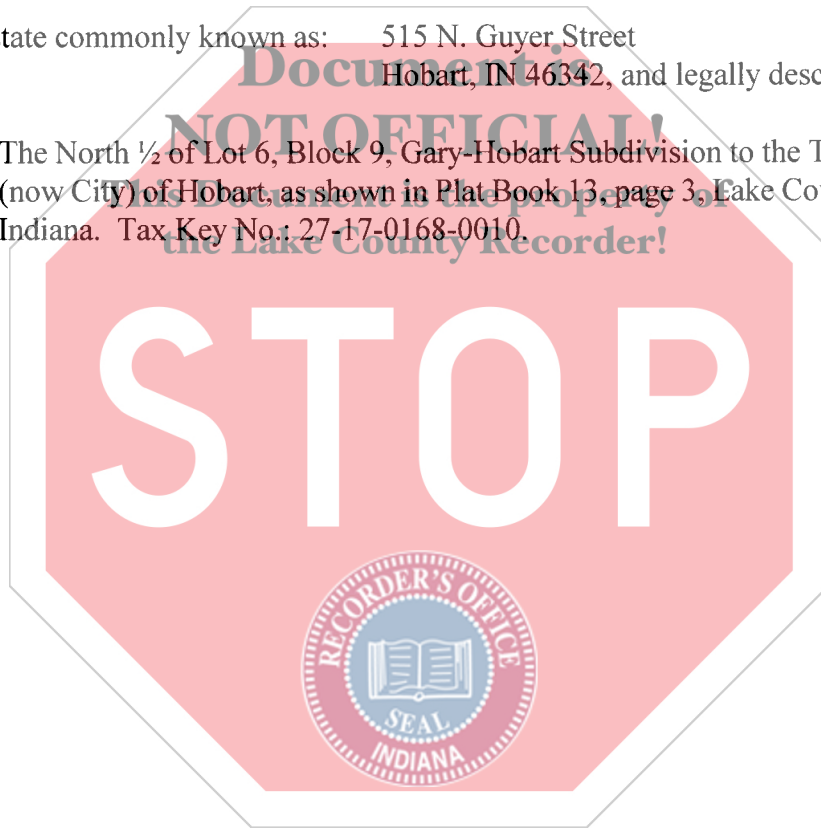 tate commonly known as: 515 N. Guyer Street
Hobart, IN 46342, and legally desc
The North ½ of Lot 6, Block 9, Gary-Hobart Subdivision to the T
(now City) of Hobart, as shown in Plat Book 13, page 3, Lake Cou
Indiana. Tax Key No.: 27-17-0168-0010.
Document is
NOT OFFICIAL!
This Document is the property of
the Lake County Recorder!
STOP
RECORDER'S OFFICE
SEAL
INDIANA